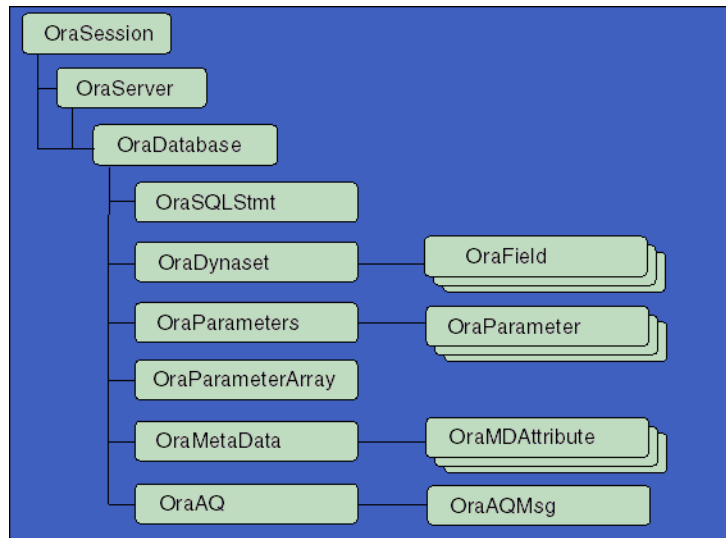 OraSession
OraServer
OraDatabase
OraSQLStmt
OraDynaset
OraField
OraParameters
OraParameter
OraParameterArray
OraMetaData
OraMDAttribute
OraAQ
OraAQMsg